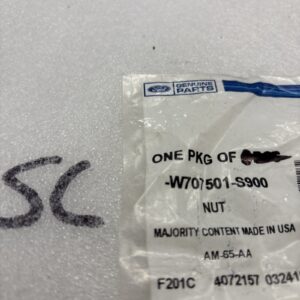 GENUINE
PARTS
ONE PKG OF
-W707501-S900
NUT
MAJORITY CONTENT MADE IN USA
AM-65-AA
F201C 4072157 03241
SC